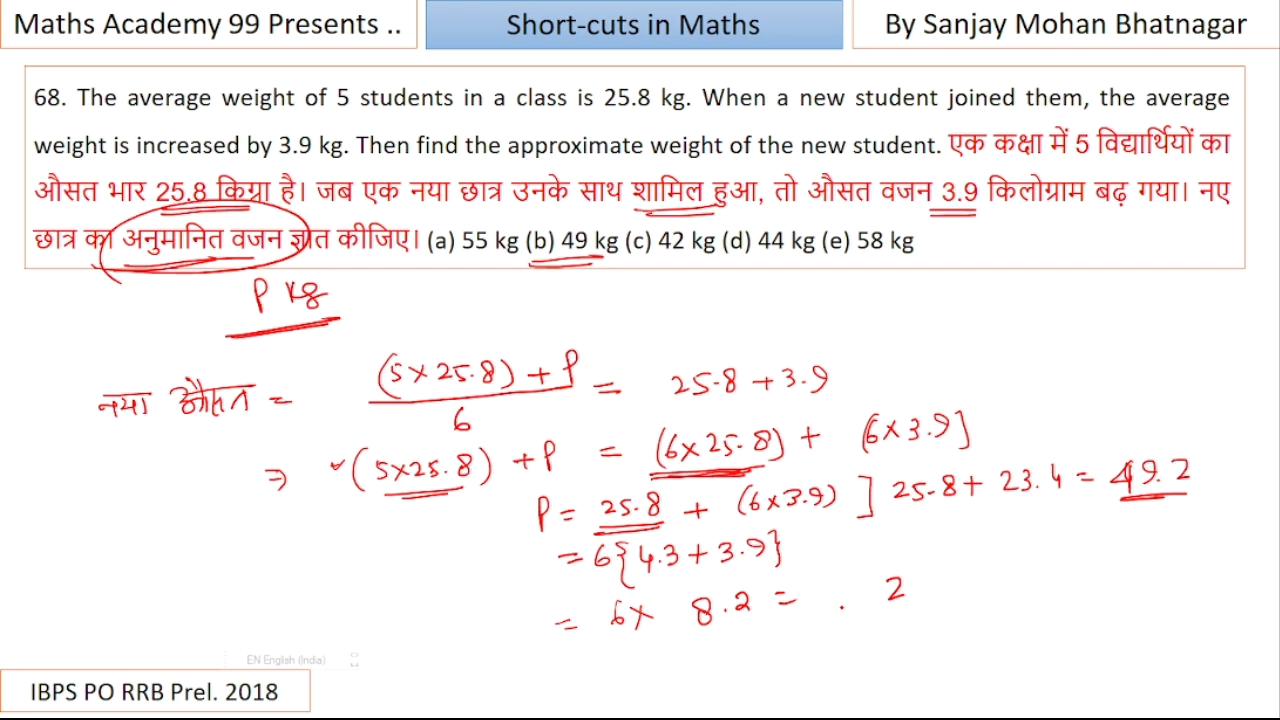 Maths Academy 99 Presents ..
Short-cuts in Maths
By Sanjay Mohan Bhatnagar
68. The average weight of 5 students in a class is 25.8 kg. When a new student joined them, the average
weight is increased by 3.9 kg. Then find the approximate weight of the new student. एक कक्षा में 5 विद्यार्थियों का
औसत भार 25.8 किग्रा है। जब एक नया छात्र उनके साथ शामिल हुआ, तो औसत वजन 3.9 किलोग्राम बढ़ गया। नए
छात्र का अनुमानित वजन ज्ञात कीजिए। (a) 55 kg (b) 49 kg (c) 42 kg (d) 44 kg (e) 58 kg
P kg
नया औसत = (5×25.8) + P / 6 = 25.8 + 3.9
⇒ (5×25.8) + P = (6×25.8) + (6×3.9]
P = 25.8 + (6×3.9) ] 25.8 + 23.4 = 49.2
= 6{4.3 + 3.9}
= 6× 8.2 = . 2
EN English (India)
IBPS PO RRB Prel. 2018